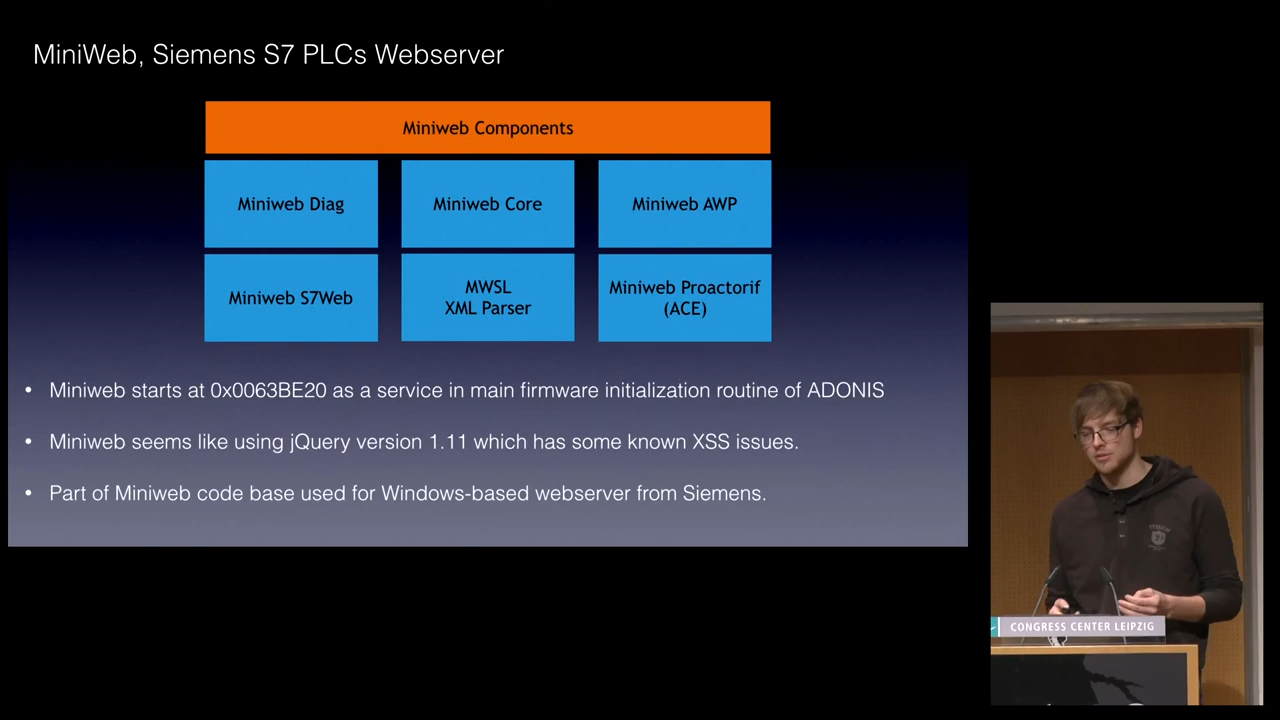 MiniWeb, Siemens S7 PLCs Webserver
Miniweb Components
Miniweb Diag
Miniweb Core
Miniweb AWP
Miniweb S7Web
MWSL
XML Parser
Miniweb Proactorif
(ACE)
• Miniweb starts at 0x0063BE20 as a service in main firmware initialization routine of ADONIS
• Miniweb seems like using jQuery version 1.11 which has some known XSS issues.
• Part of Miniweb code base used for Windows-based webserver from Siemens.
CONGRESS CENTER LEIPZIG